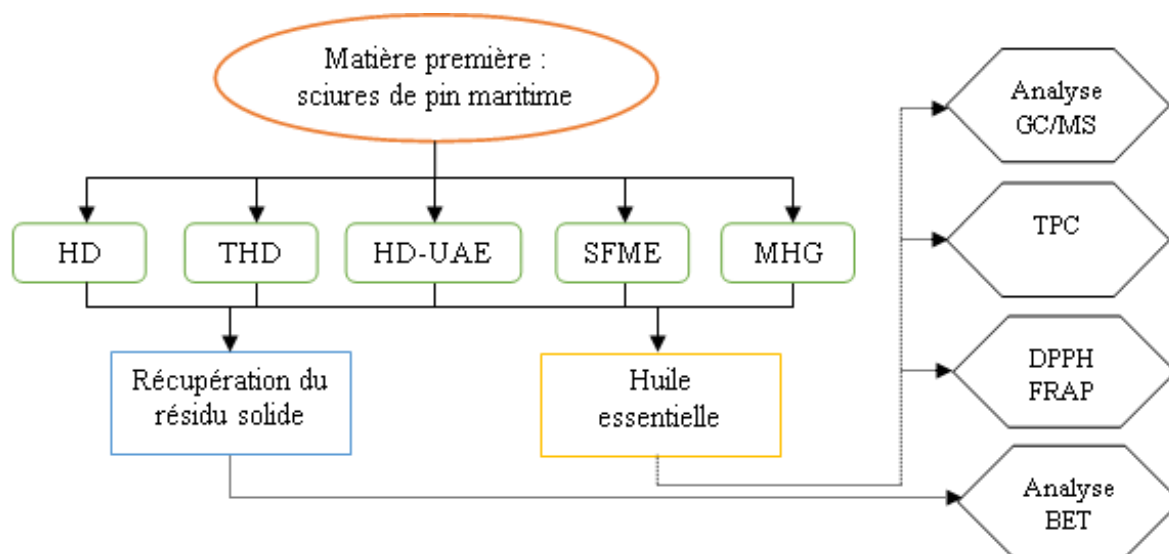 Matière première :
sciures de pin maritime
HD
THD
HD-UAE
SFME
MHG
Récupération du
résidu solide
Huile
essentielle
Analyse
GC/MS
TPC
DPPH
FRAP
Analyse
BET